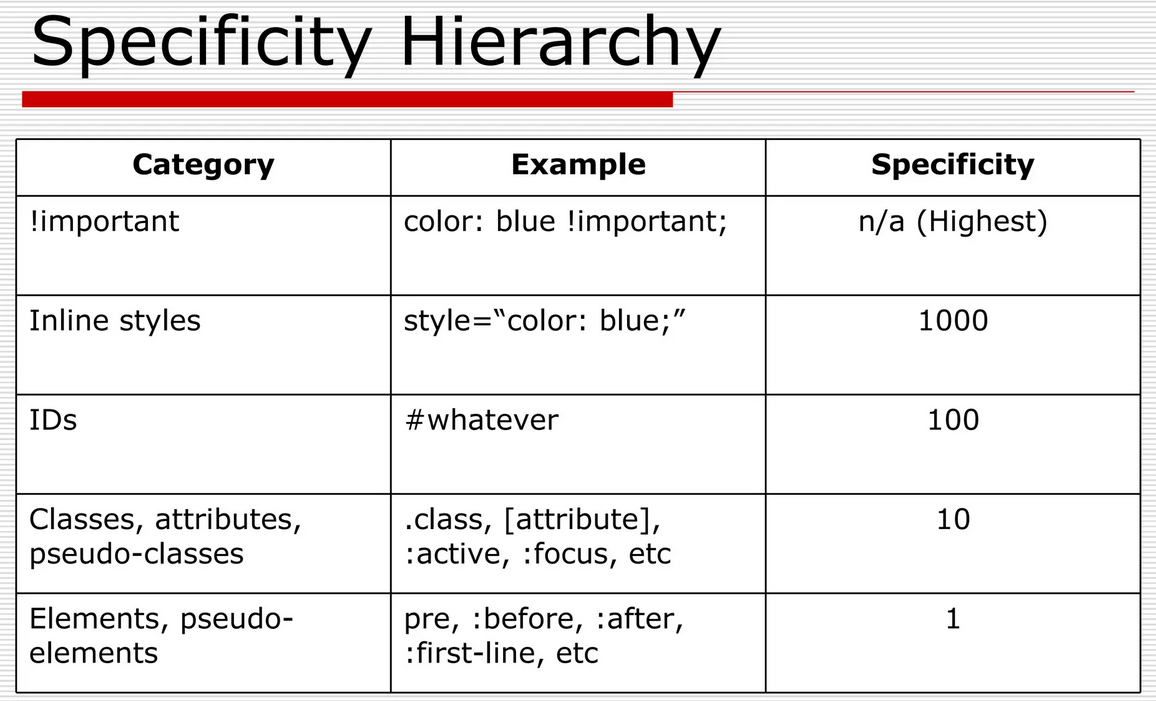 Specificity Hierarchy
Category Example Specificity
!important color: blue !important; n/a (Highest)
Inline styles style=“color: blue;” 1000
IDs #whatever 100
Classes, attributes, .class, [attribute], 10
pseudo-classes :active, :focus, etc
Elements, pseudo- pre, :before, :after, 1
elements :first-line, etc